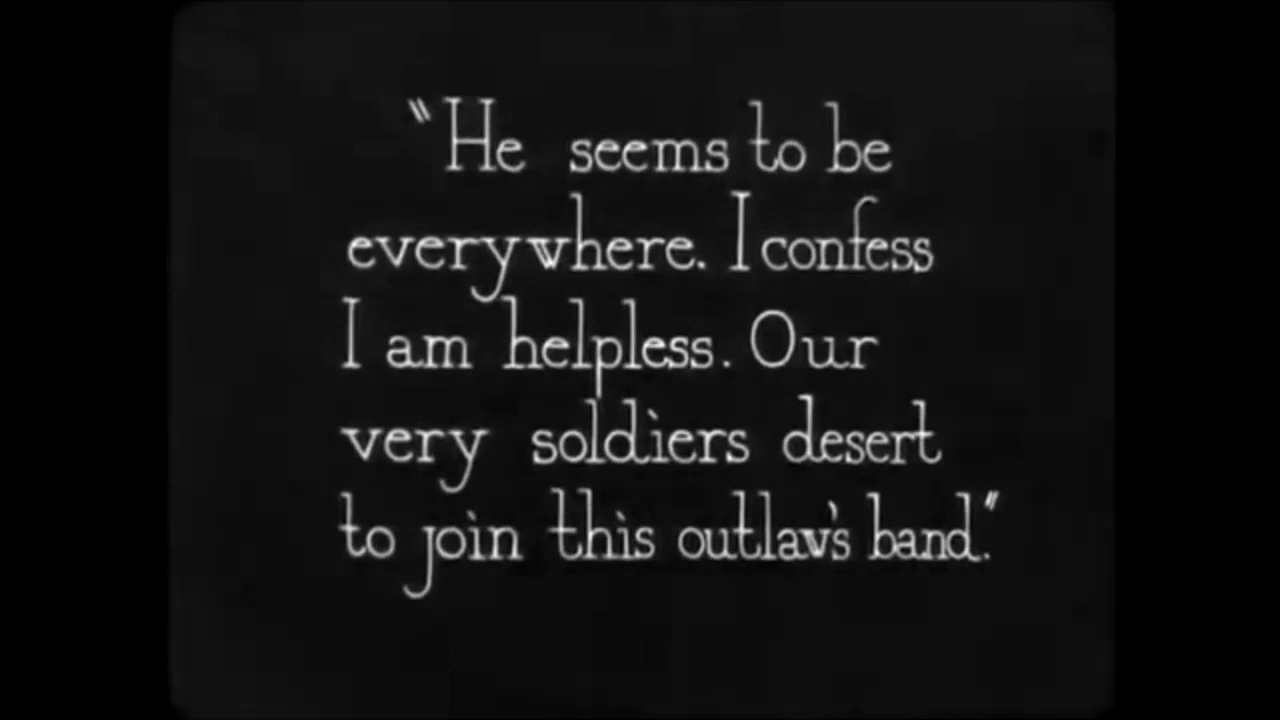 "He seems to be
everywhere. I confess
I am helpless. Our
very soldiers desert
to join this outlaw's band."